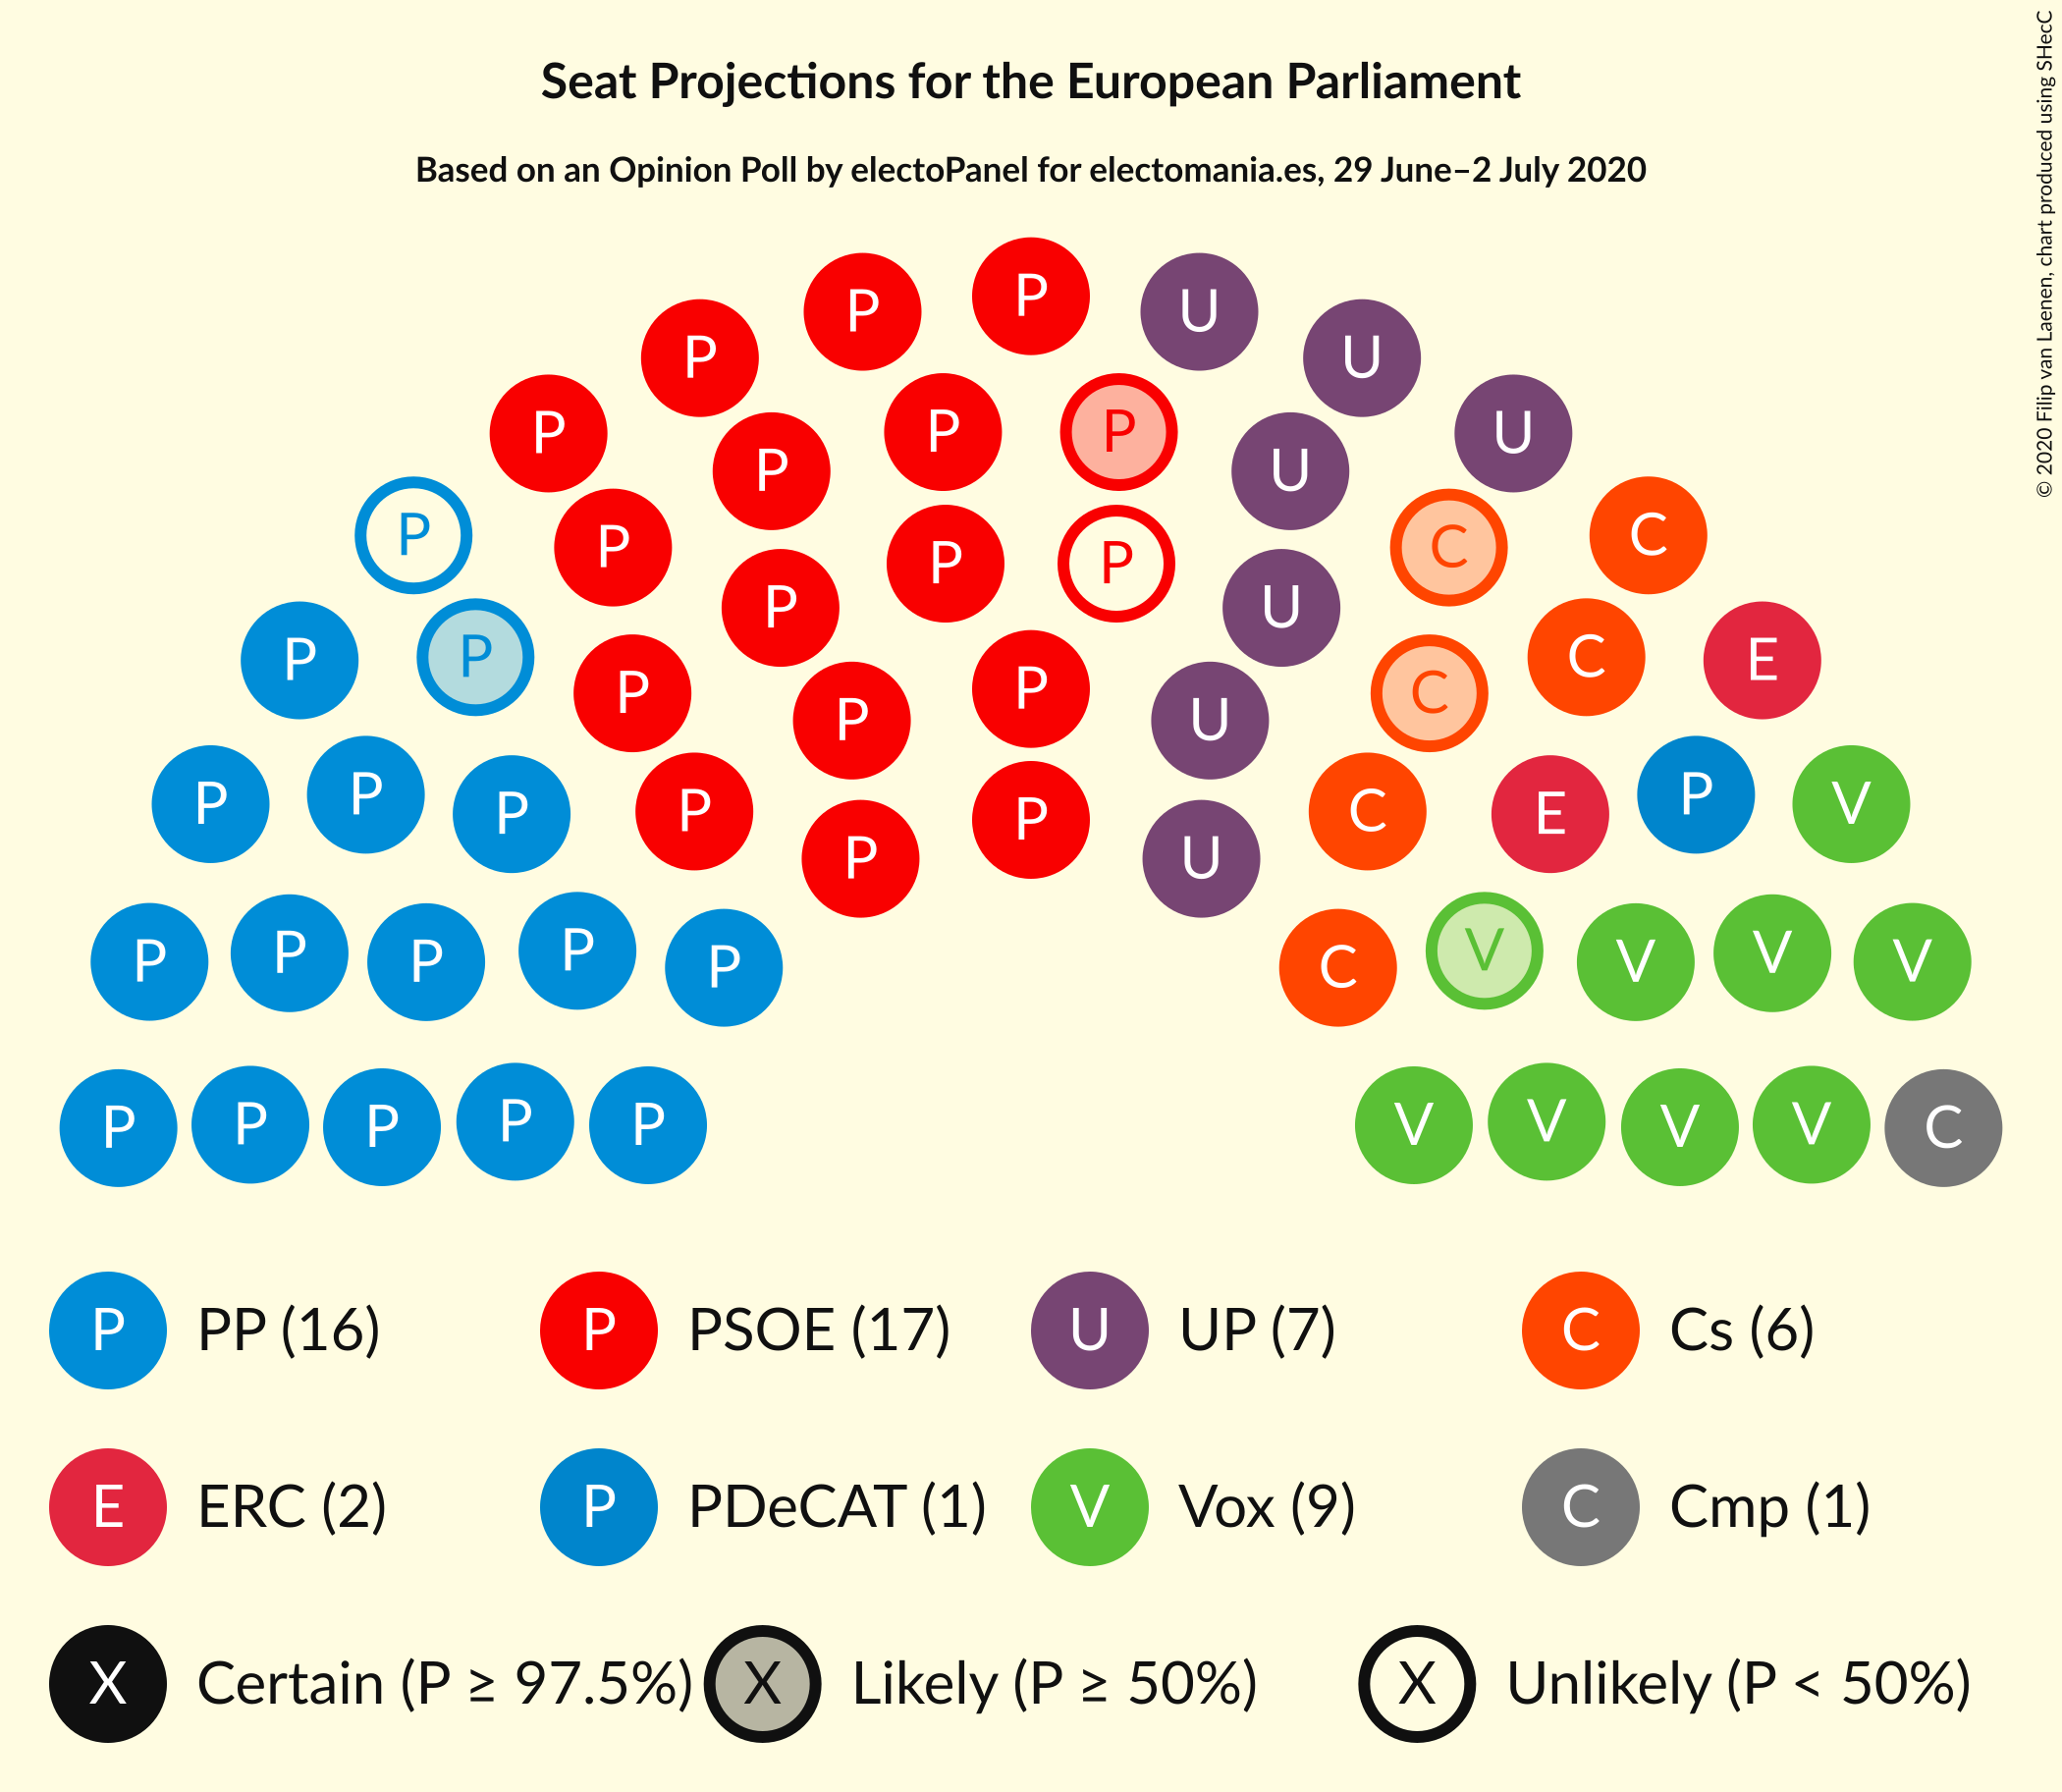 Seat Projections for the European Parliament
Based on an Opinion Poll by electoPanel for electomania.es, 29 June–2 July 2020
© 2020 Filip van Laenen, chart produced using SHecC
P
P P U
P U
P P U
P P U
P P C C
P P P U
P P C
P E
P P C
P P U
P P P P C E P V
P P U
P P P P P C V V V V
P P P P P V V V V C
P PP (16) P PSOE (17) U UP (7) C Cs (6)
E ERC (2) P PDeCAT (1) V Vox (9) C Cmp (1)
X Certain (P ≥ 97.5%) X Likely (P ≥ 50%) X Unlikely (P < 50%)